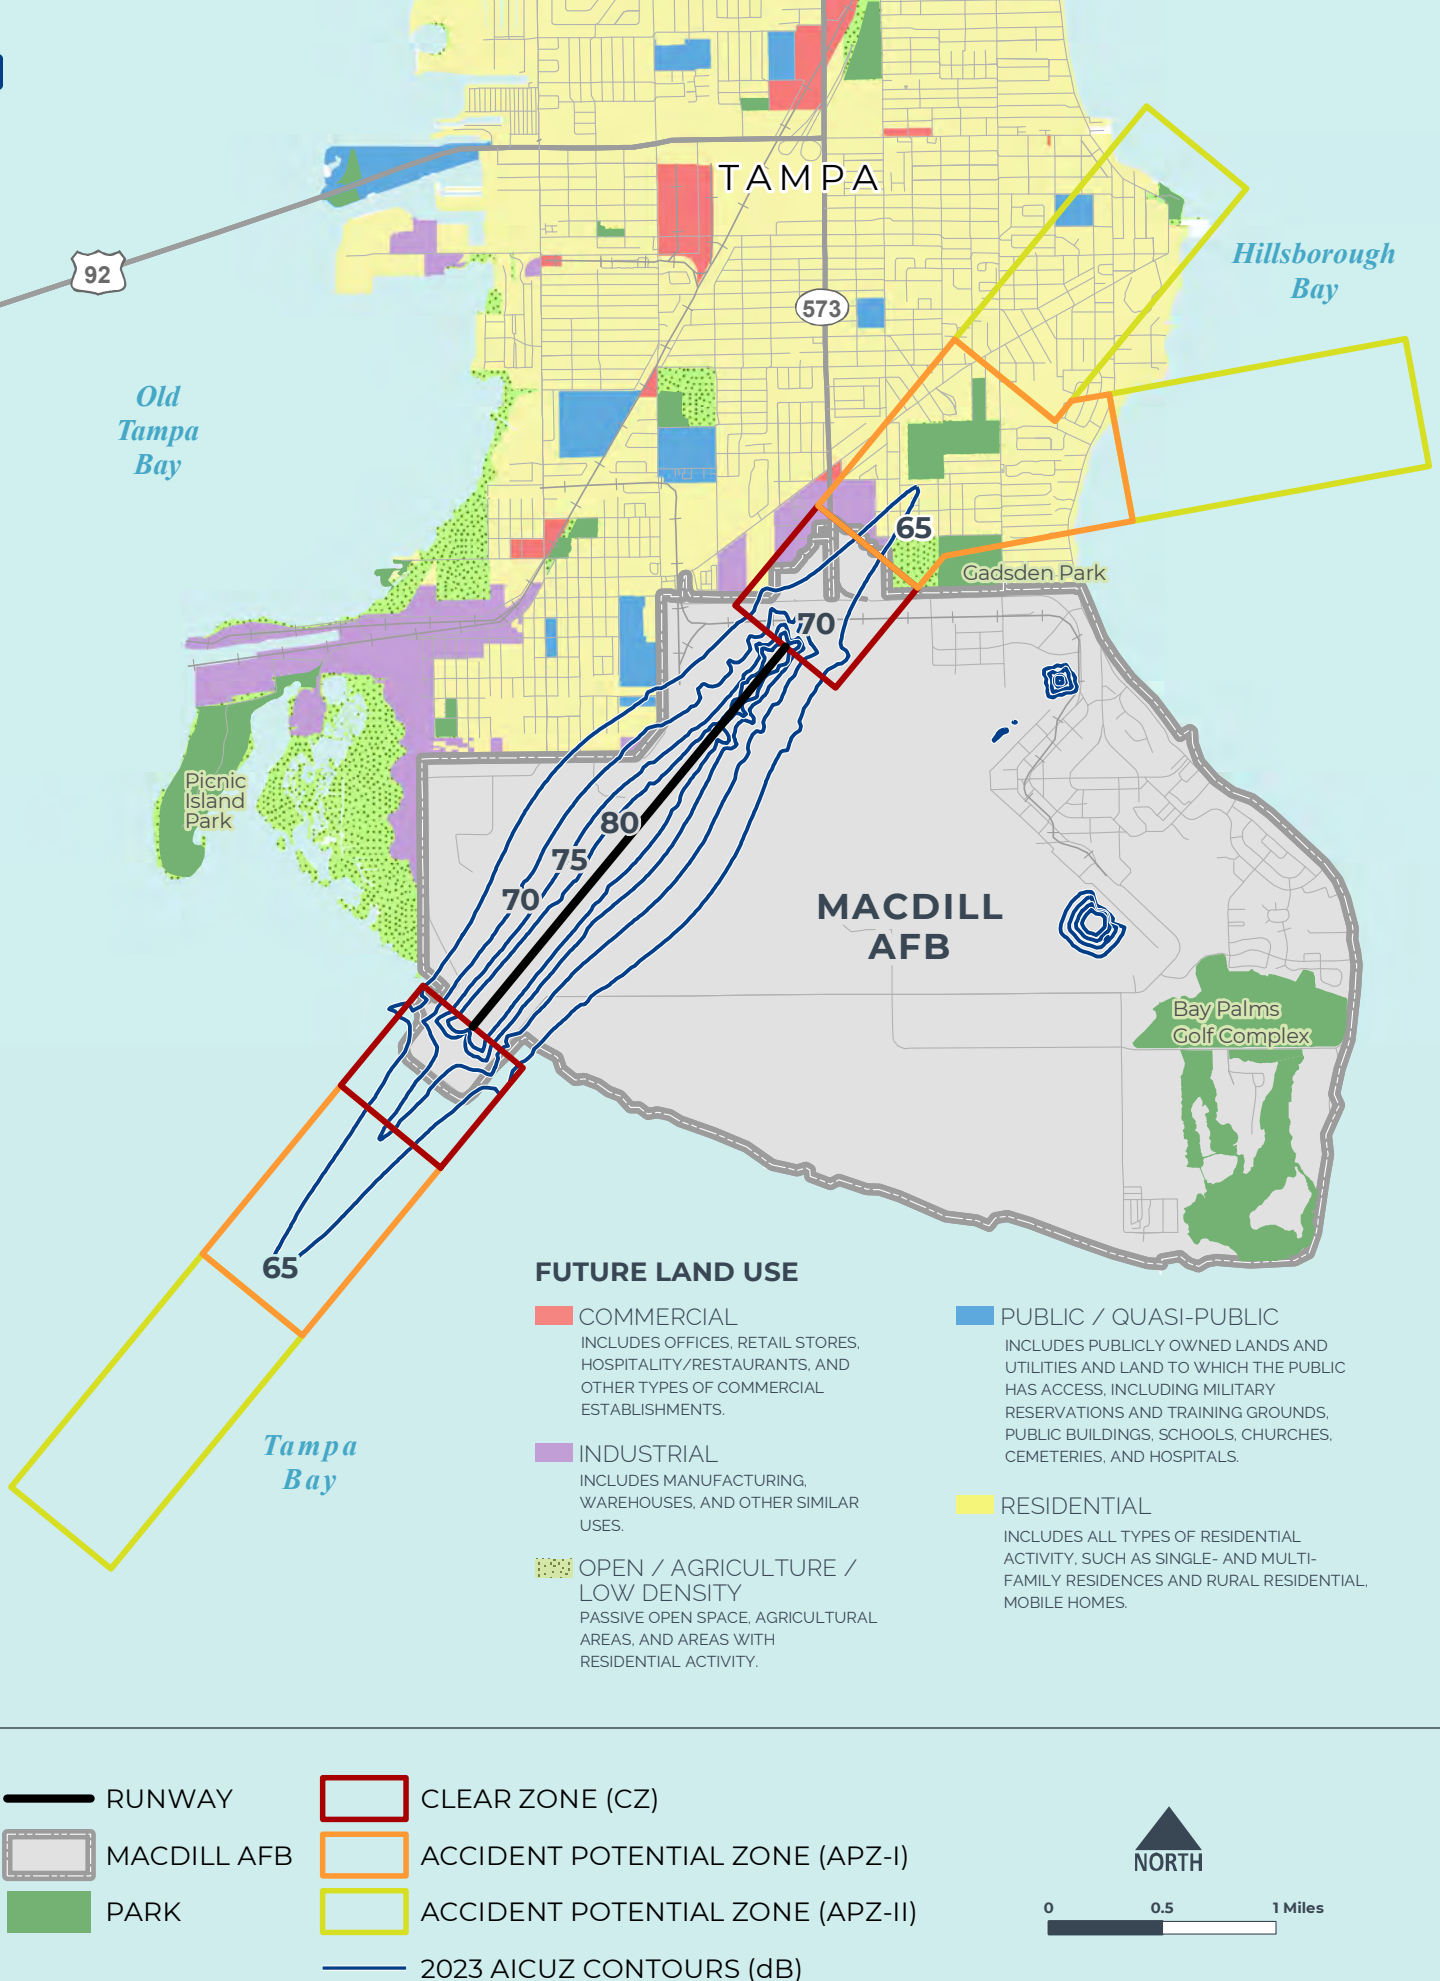 TAMPA
Hillsborough
Bay
92
573
Old
Tampa
Bay
65
Gadsden Park
70
Picnic
Island
Park
80
75
70
MACDILL
AFB
Bay Palms
Golf Complex
65
Tampa
Bay
FUTURE LAND USE
COMMERCIAL
INCLUDES OFFICES, RETAIL STORES,
HOSPITALITY/RESTAURANTS, AND
OTHER TYPES OF COMMERCIAL
ESTABLISHMENTS.
INDUSTRIAL
INCLUDES MANUFACTURING,
WAREHOUSES, AND OTHER SIMILAR
USES.
OPEN / AGRICULTURE /
LOW DENSITY
PASSIVE OPEN SPACE, AGRICULTURAL
AREAS, AND AREAS WITH
RESIDENTIAL ACTIVITY.
PUBLIC / QUASI-PUBLIC
INCLUDES PUBLICLY OWNED LANDS AND
UTILITIES AND LAND TO WHICH THE PUBLIC
HAS ACCESS, INCLUDING MILITARY
RESERVATIONS AND TRAINING GROUNDS,
PUBLIC BUILDINGS, SCHOOLS, CHURCHES,
CEMETERIES, AND HOSPITALS.
RESIDENTIAL
INCLUDES ALL TYPES OF RESIDENTIAL
ACTIVITY, SUCH AS SINGLE- AND MULTI-
FAMILY RESIDENCES AND RURAL RESIDENTIAL,
MOBILE HOMES.
RUNWAY
MACDILL AFB
PARK
CLEAR ZONE (CZ)
ACCIDENT POTENTIAL ZONE (APZ-I)
ACCIDENT POTENTIAL ZONE (APZ-II)
2023 AICUZ CONTOURS (dB)
NORTH
0 0.5 1 Miles